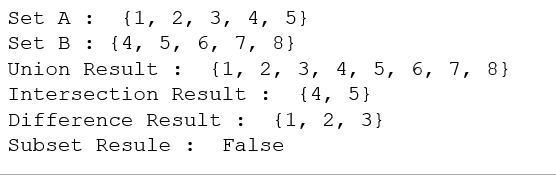 Set A :  {1, 2, 3, 4, 5}
Set B : {4, 5, 6, 7, 8}
Union Result :  {1, 2, 3, 4, 5, 6, 7, 8}
Intersection Result :  {4, 5}
Difference Result :  {1, 2, 3}
Subset Resule :  False